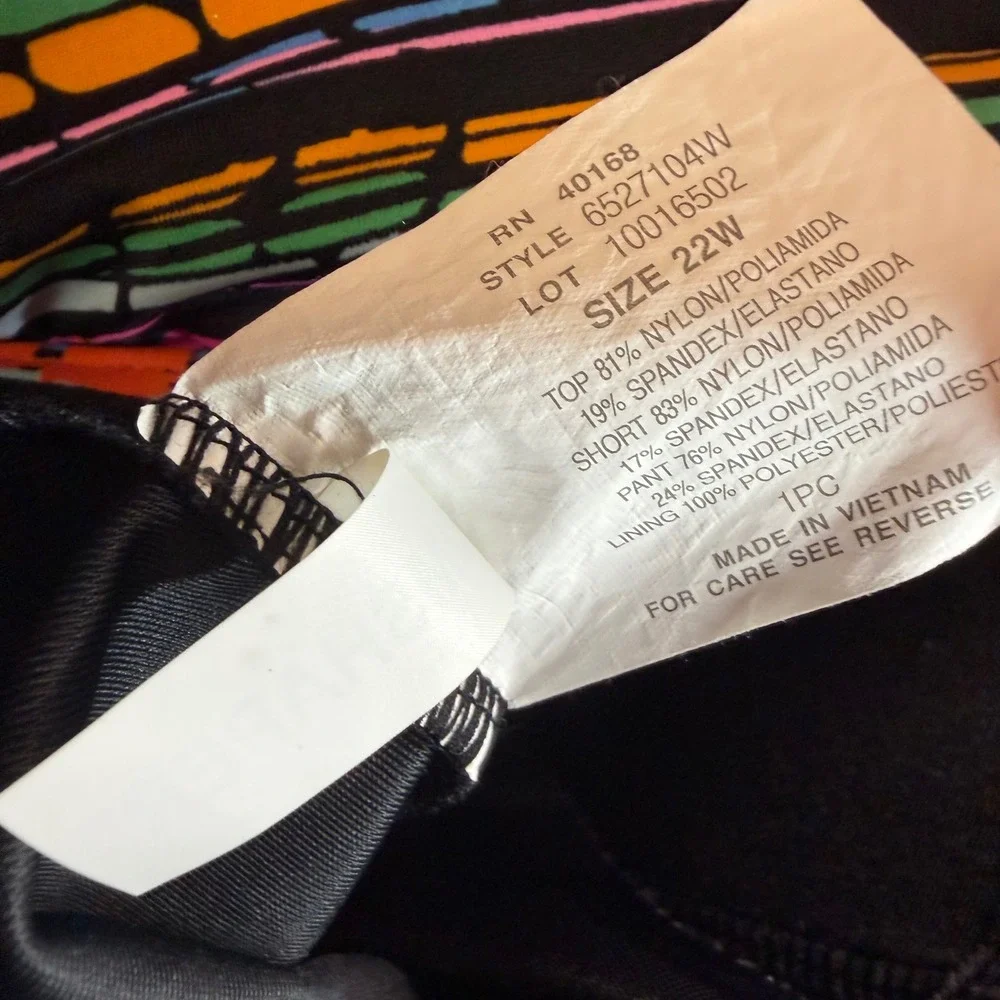 RN 40168
STYLE 6527104W
LOT 10016502
SIZE 22W
TOP 81% NYLON/POLIAMIDA
19% SPANDEX/ELASTANO
SHORT 83% NYLON/POLIAMIDA
17% SPANDEX/ELASTANO
PANT 76% NYLON/POLIAMIDA
24% SPANDEX/ELASTANO
LINING 100% POLYESTER/POLIEST
1PC
MADE IN VIETNAM
FOR CARE SEE REVERSE